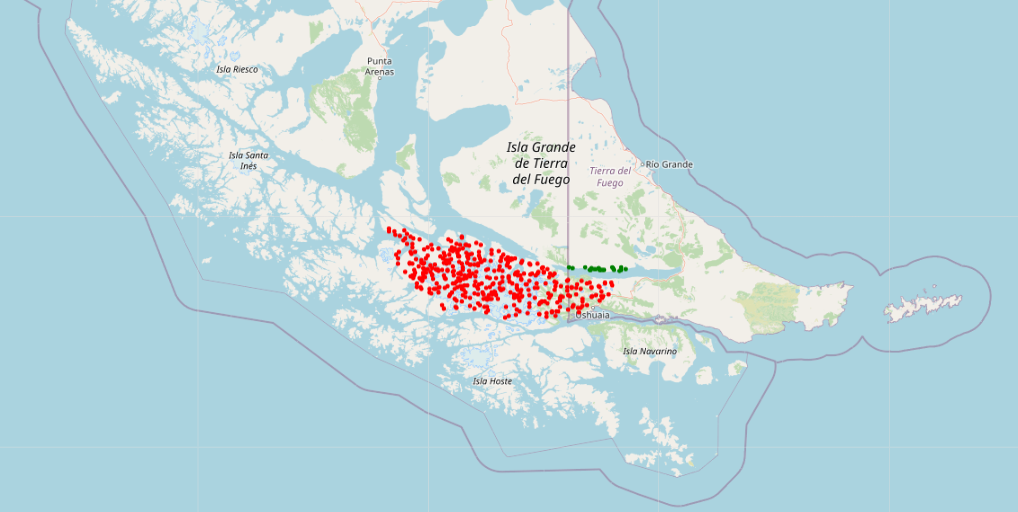 Punta
Arenas
Isla Riesco
Isla Grande
de Tierra
del Fuego
Isla Santa
Inés
Tierra del
Fuego
Río Grande
Ushuaia
Isla Navarino
Isla Hoste